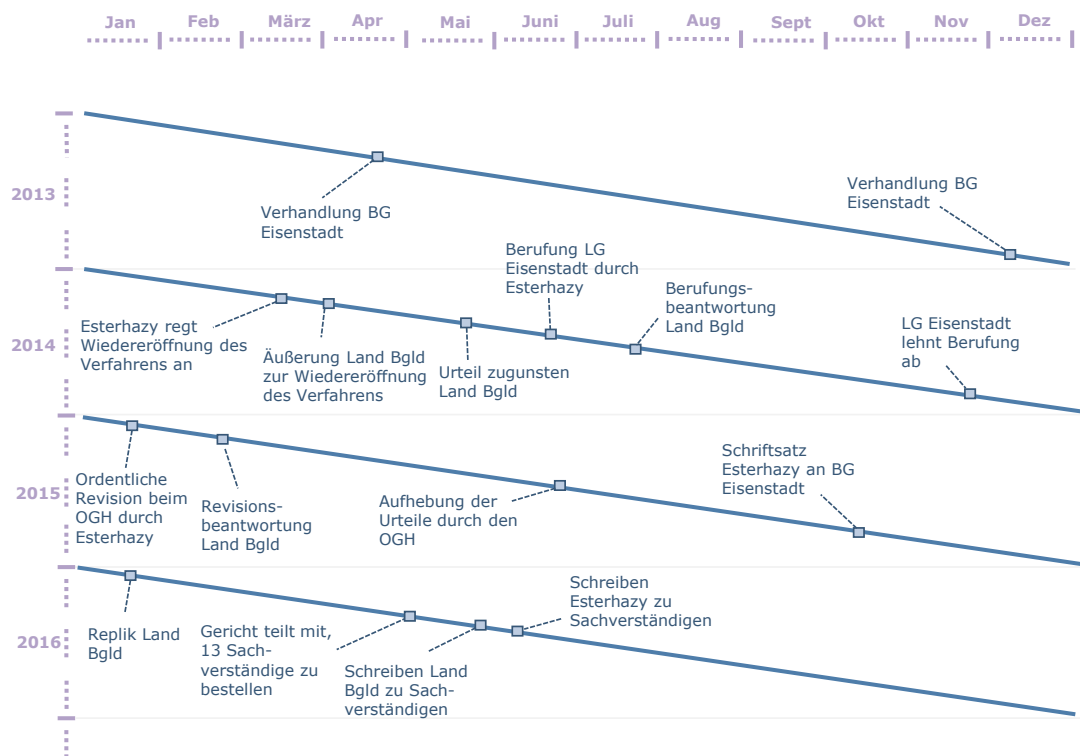 Jan Feb März Apr Mai Juni Juli Aug Sept Okt Nov Dez
2013
Verhandlung BG
Eisenstadt
Verhandlung BG
Eisenstadt
2014
Esterhazy regt
Wiedereröffnung des
Verfahrens an
Äußerung Land Bgld
zur Wiedereröffnung
des Verfahrens
Urteil zugunsten
Land Bgld
Berufung LG
Eisenstadt durch
Esterhazy
Berufungs-
beantwortung
Land Bgld
LG Eisenstadt
lehnt Berufung
ab
2015
Ordentliche
Revision beim
OGH durch
Esterhazy
Revisions-
beantwortung
Land Bgld
Aufhebung der
Urteile durch den
OGH
Schriftsatz
Esterhazy an BG
Eisenstadt
2016
Replik Land
Bgld
Gericht teilt mit,
13 Sach-
verständige zu
bestellen
Schreiben Land
Bgld zu Sach-
verständigen
Schreiben
Esterhazy zu
Sachverständigen